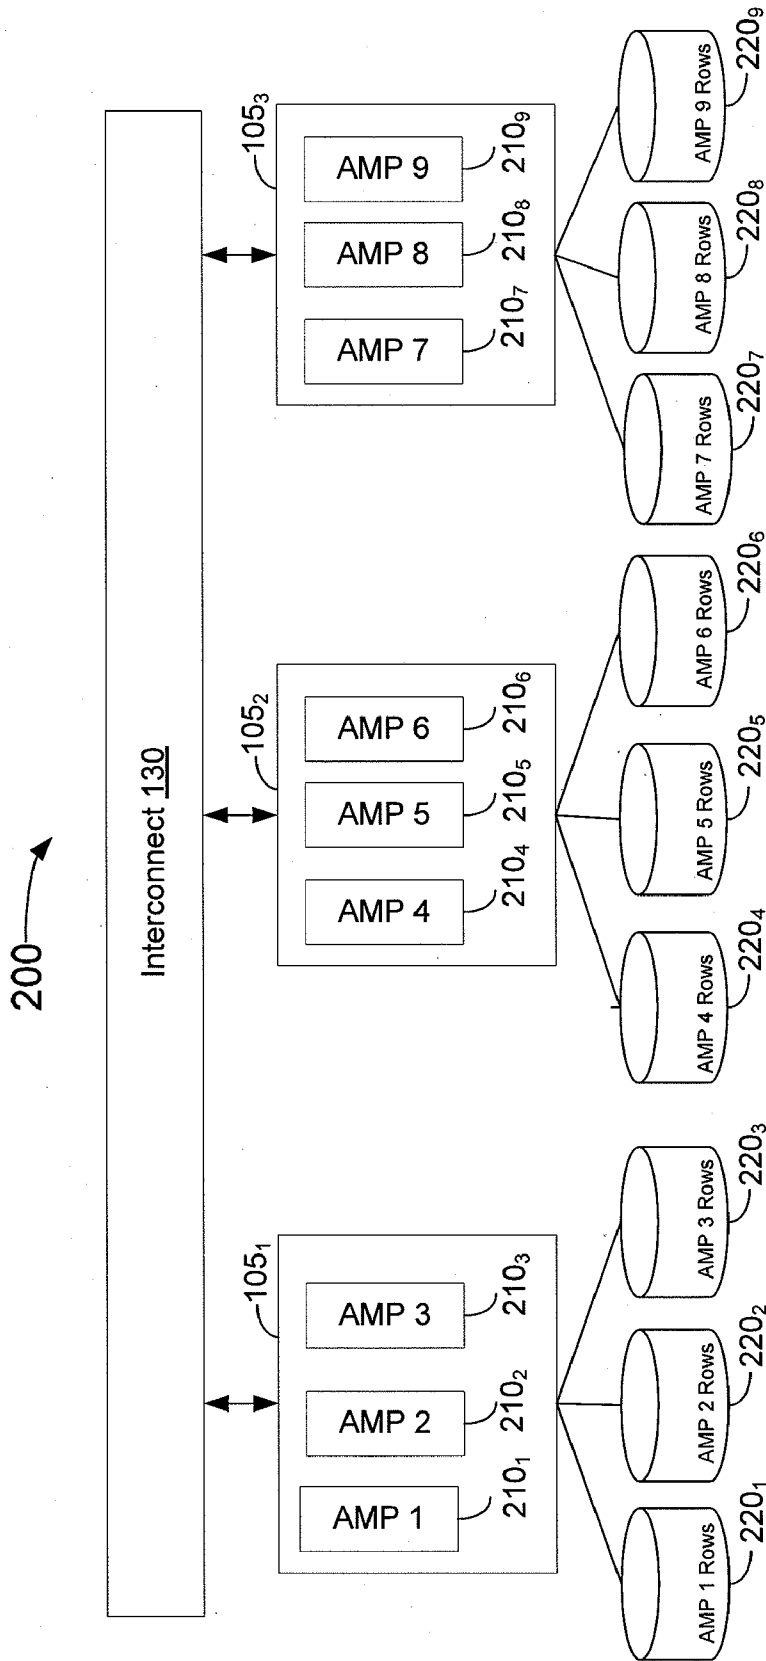 200
Interconnect 130
105₁
105₂
105₃
AMP 1
AMP 2
AMP 3
AMP 4
AMP 5
AMP 6
AMP 7
AMP 8
AMP 9
210₁
210₂
210₃
210₄
210₅
210₆
210₇
210₈
210₉
AMP 1 Rows
AMP 2 Rows
AMP 3 Rows
AMP 4 Rows
AMP 5 Rows
AMP 6 Rows
AMP 7 Rows
AMP 8 Rows
AMP 9 Rows
220₁
220₂
220₃
220₄
220₅
220₆
220₇
220₈
220₉